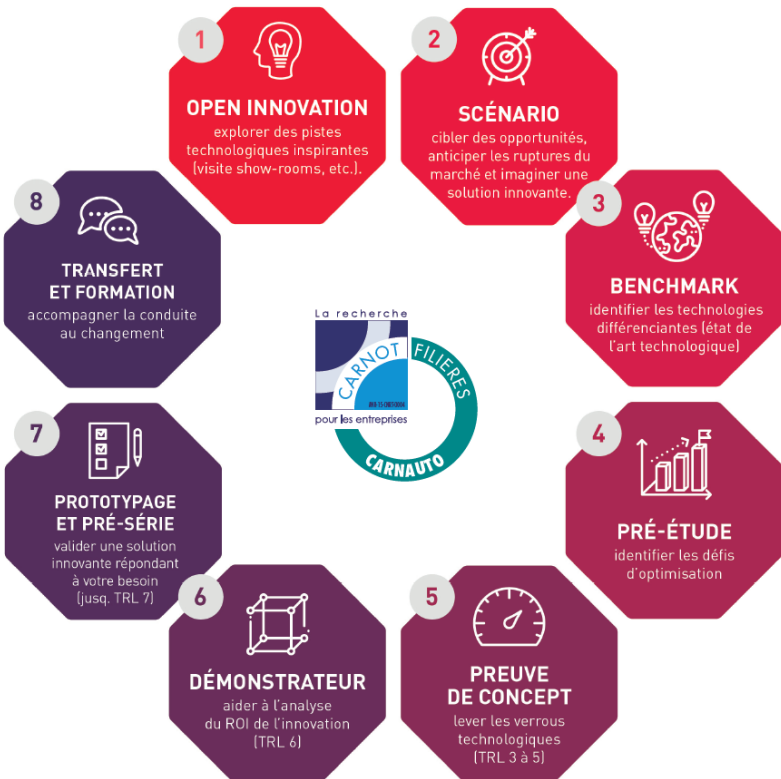 1
OPEN INNOVATION
explorer des pistes
technologiques inspirantes
(visite show-rooms, etc.).
2
SCÉNARIO
cibler des opportunités,
anticiper les ruptures du
marché et imaginer une
solution innovante.
3
BENCHMARK
identifier les technologies
différenciantes (état de
l'art technologique)
4
PRÉ-ÉTUDE
identifier les défis
d'optimisation
5
PREUVE
DE CONCEPT
lever les verrous
technologiques
(TRL 3 à 5)
6
DÉMONSTRATEUR
aider à l'analyse
du ROI de l'innovation
(TRL 6)
7
PROTOTYPAGE
ET PRÉ-SÉRIE
valider une solution
innovante répondant
à votre besoin
(jusq. TRL 7)
8
TRANSFERT
ET FORMATION
accompagner la conduite
au changement
La recherche
CARNOT
pour les entreprises
FILIÈRES
CARNAUTO